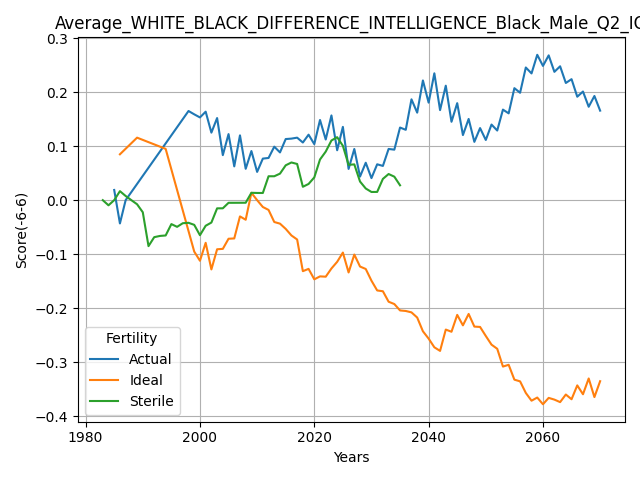 Average_WHITE_BLACK_DIFFERENCE_INTELLIGENCE_Black_Male_Q2_IC
0.3
0.2
0.1
0.0
−0.1
−0.2
−0.3
−0.4
Score(-6-6)
Fertility
Actual
Ideal
Sterile
1980 2000 2020 2040 2060
Years